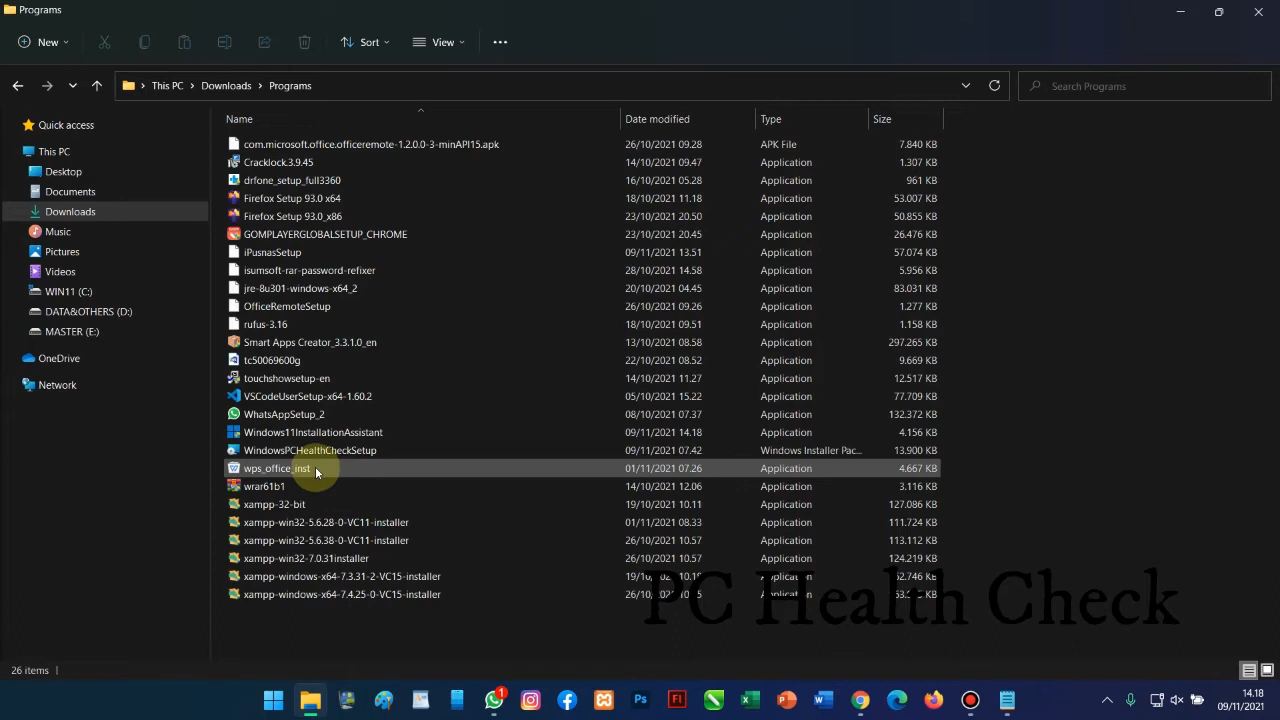 Programs
New Sort View
This PC Downloads Programs Search Programs
Name Date modified Type Size
Quick access
This PC
Desktop
Documents
Downloads
Music
Pictures
Videos
WIN11 (C:)
DATA&OTHERS (D:)
MASTER (E:)
OneDrive
Network
com.microsoft.office.officeremote-1.2.0.0-3-minAPI15.apk 26/10/2021 09.28 APK File 7.840 KB
Cracklock.3.9.45 14/10/2021 09.47 Application 1.307 KB
drfone_setup_full3360 16/10/2021 05.28 Application 961 KB
Firefox Setup 93.0 x64 18/10/2021 11.18 Application 53.007 KB
Firefox Setup 93.0_x86 23/10/2021 20.50 Application 50.855 KB
GOMPLAYERGLOBALSETUP_CHROME 23/10/2021 20.45 Application 26.476 KB
iPusnasSetup 09/11/2021 13.51 Application 57.074 KB
isumsoft-rar-password-refixer 28/10/2021 14.58 Application 5.956 KB
jre-8u301-windows-x64_2 20/10/2021 04.45 Application 83.031 KB
OfficeRemoteSetup 26/10/2021 09.26 Application 1.277 KB
rufus-3.16 18/10/2021 09.51 Application 1.158 KB
Smart Apps Creator_3.3.1.0_en 13/10/2021 08.58 Application 297.265 KB
tc50069600g 22/10/2021 08.52 Application 9.669 KB
touchshowsetup-en 14/10/2021 11.27 Application 12.517 KB
VSCodeUserSetup-x64-1.60.2 05/10/2021 15.22 Application 77.709 KB
WhatsAppSetup_2 08/10/2021 07.37 Application 132.372 KB
Windows11InstallationAssistant 09/11/2021 14.18 Application 4.156 KB
WindowsPCHealthCheckSetup 09/11/2021 07.42 Windows Installer Pac... 13.900 KB
wps_office_inst 01/11/2021 07.26 Application 4.667 KB
wrar61b1 14/10/2021 12.06 Application 3.116 KB
xampp-32-bit 19/10/2021 10.11 Application 127.086 KB
xampp-win32-5.6.28-0-VC11-installer 01/11/2021 08.33 Application 111.724 KB
xampp-win32-5.6.38-0-VC11-installer 26/10/2021 10.57 Application 113.112 KB
xampp-win32-7.0.31installer 26/10/2021 10.57 Application 124.219 KB
xampp-windows-x64-7.3.31-2-VC15-installer Application KB
xampp-windows-x64-7.4.25-0-VC15-installer Application KB
PC Health Check
26 items
1
14.18
09/11/2021